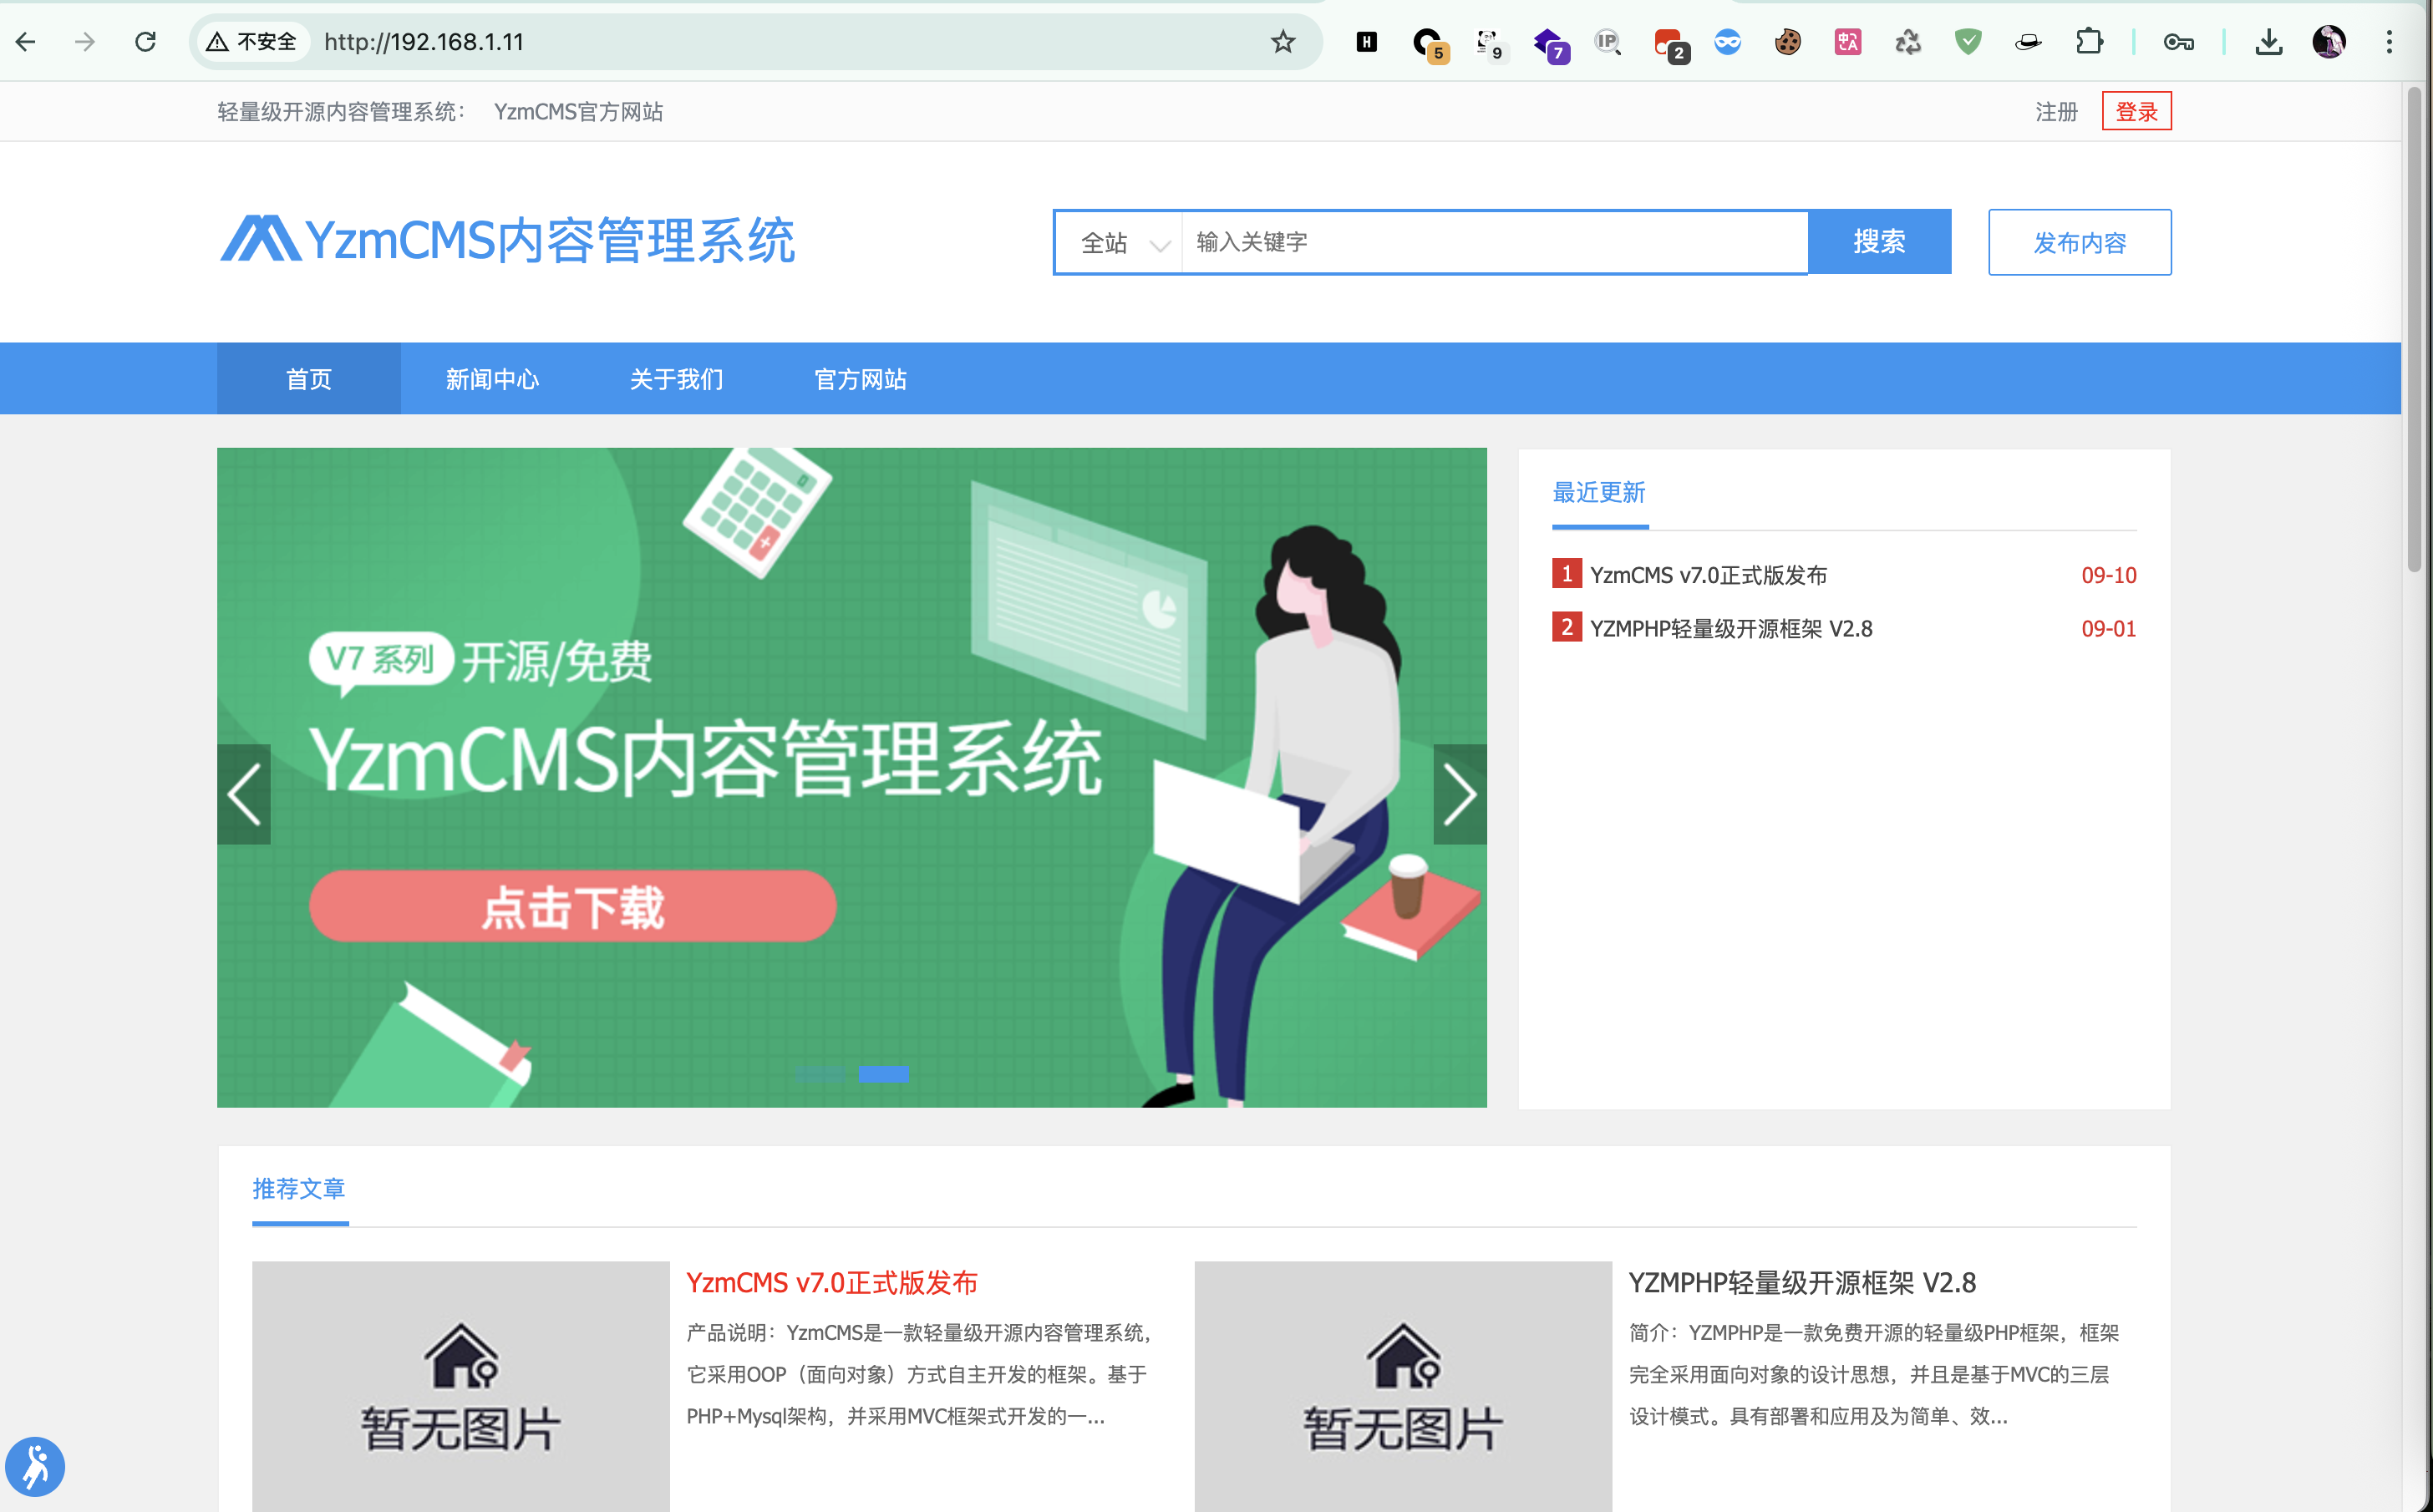 不安全 http://192.168.1.11
5 9 7 IP 2
轻量级开源内容管理系统： YzmCMS官方网站 注册 登录
YzmCMS内容管理系统 全站 输入关键字 搜索 发布内容
首页 新闻中心 关于我们 官方网站
V7 系列 开源/免费
YzmCMS内容管理系统
点击下载
最近更新
1 YzmCMS v7.0正式版发布 09-10
2 YZMPHP轻量级开源框架 V2.8 09-01
推荐文章
暂无图片
YzmCMS v7.0正式版发布
产品说明：YzmCMS是一款轻量级开源内容管理系统，
它采用OOP（面向对象）方式自主开发的框架。基于
PHP+Mysql架构，并采用MVC框架式开发的一...
暂无图片
YZMPHP轻量级开源框架 V2.8
简介：YZMPHP是一款免费开源的轻量级PHP框架，框架
完全采用面向对象的设计思想，并且是基于MVC的三层
设计模式。具有部署和应用及为简单、效...